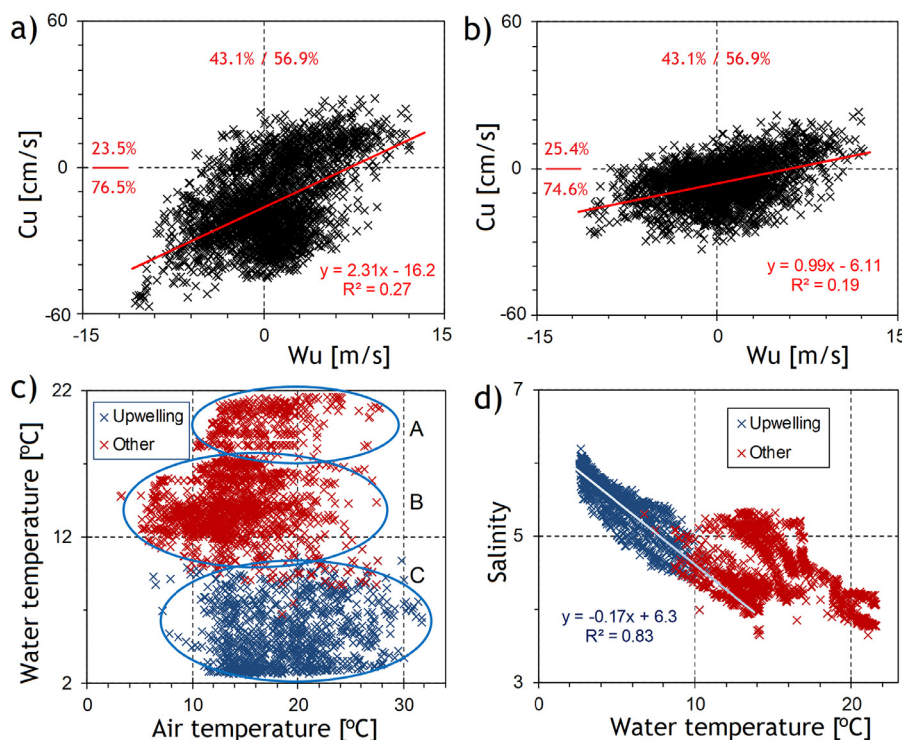 a)
60
43.1% / 56.9%
Cu [cm/s]
23.5%
0
76.5%
y = 2.31x - 16.2
R² = 0.27
-60
-15
0
15
Wu [m/s]
b)
60
43.1% / 56.9%
Cu [cm/s]
25.4%
0
74.6%
y = 0.99x - 6.11
R² = 0.19
-60
-15
0
15
Wu [m/s]
c)
22
Upwelling
Other
A
B
12
C
2
Water temperature [ºC]
0
10
20
30
Air temperature [ºC]
d)
7
Upwelling
Other
Salinity
5
y = -0.17x + 6.3
R² = 0.83
3
0
10
20
Water temperature [ºC]